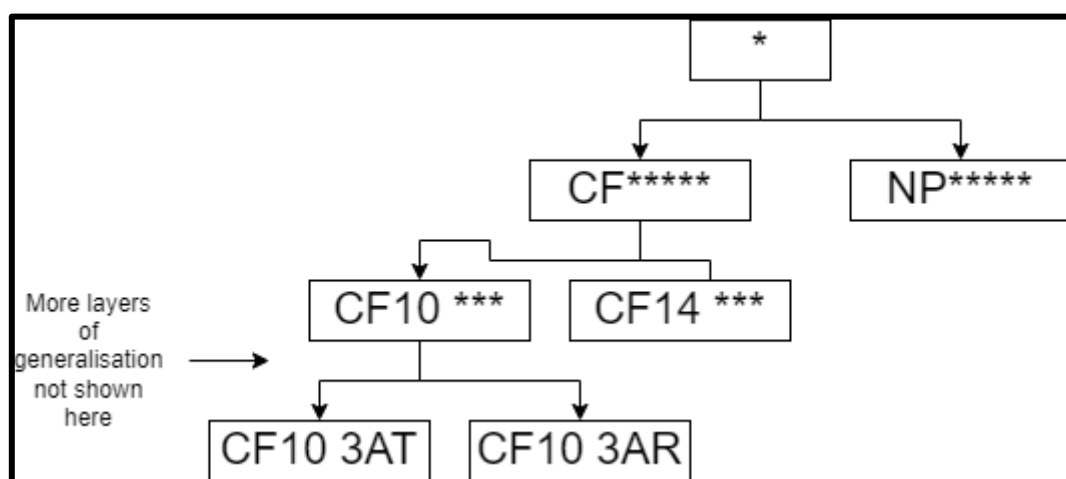 *
CF*****
NP*****
CF10 ***
CF14 ***
More layers
of
generalisation
not shown
here
CF10 3AT
CF10 3AR